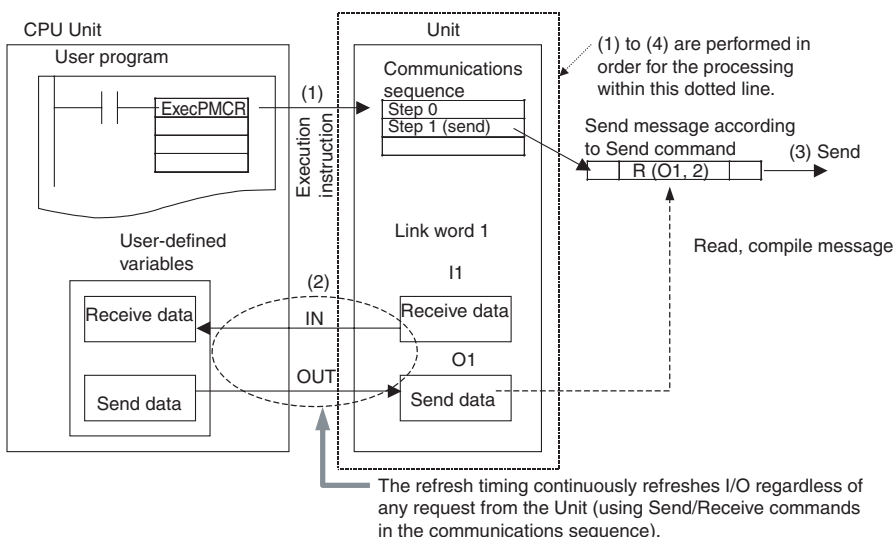 CPU Unit
User program
ExecPMCR
(1)
Execution
instruction
Unit
Communications
sequence
Step 0
Step 1 (send)
(1) to (4) are performed in
order for the processing
within this dotted line.
Send message according
to Send command
R (O1, 2)
(3) Send
Read, compile message
Link word 1
User-defined
variables
Receive data
Send data
(2)
IN
OUT
I1
Receive data
O1
Send data
The refresh timing continuously refreshes I/O regardless of
any request from the Unit (using Send/Receive commands
in the communications sequence).